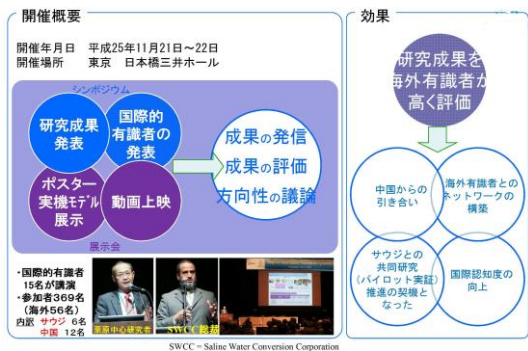 開催概要
開催年月日 平成25年11月21日~22日
開催場所 東京 日本橋三井ホール
シンポジウム
研究成果
発表
国際的
有識者の
発表
ポスター
実機モデル
展示
動画上映
展示会
成果の発信
成果の評価
方向性の議論
・国際的有識者
15名が講演
・参加者369名
(海外56名)
内訳 サウジ 6名
中国 12名
栗原中心研究者
SWCC総裁
効果
研究成果を
海外有識者が
高く評価
中国からの
引き合い
海外有識者との
ネットワークの
構築
サウジとの
共同研究
(パイロット実証)
推進の契機と
なった
国際認知度の
向上
SWCC = Saline Water Conversion Corporation